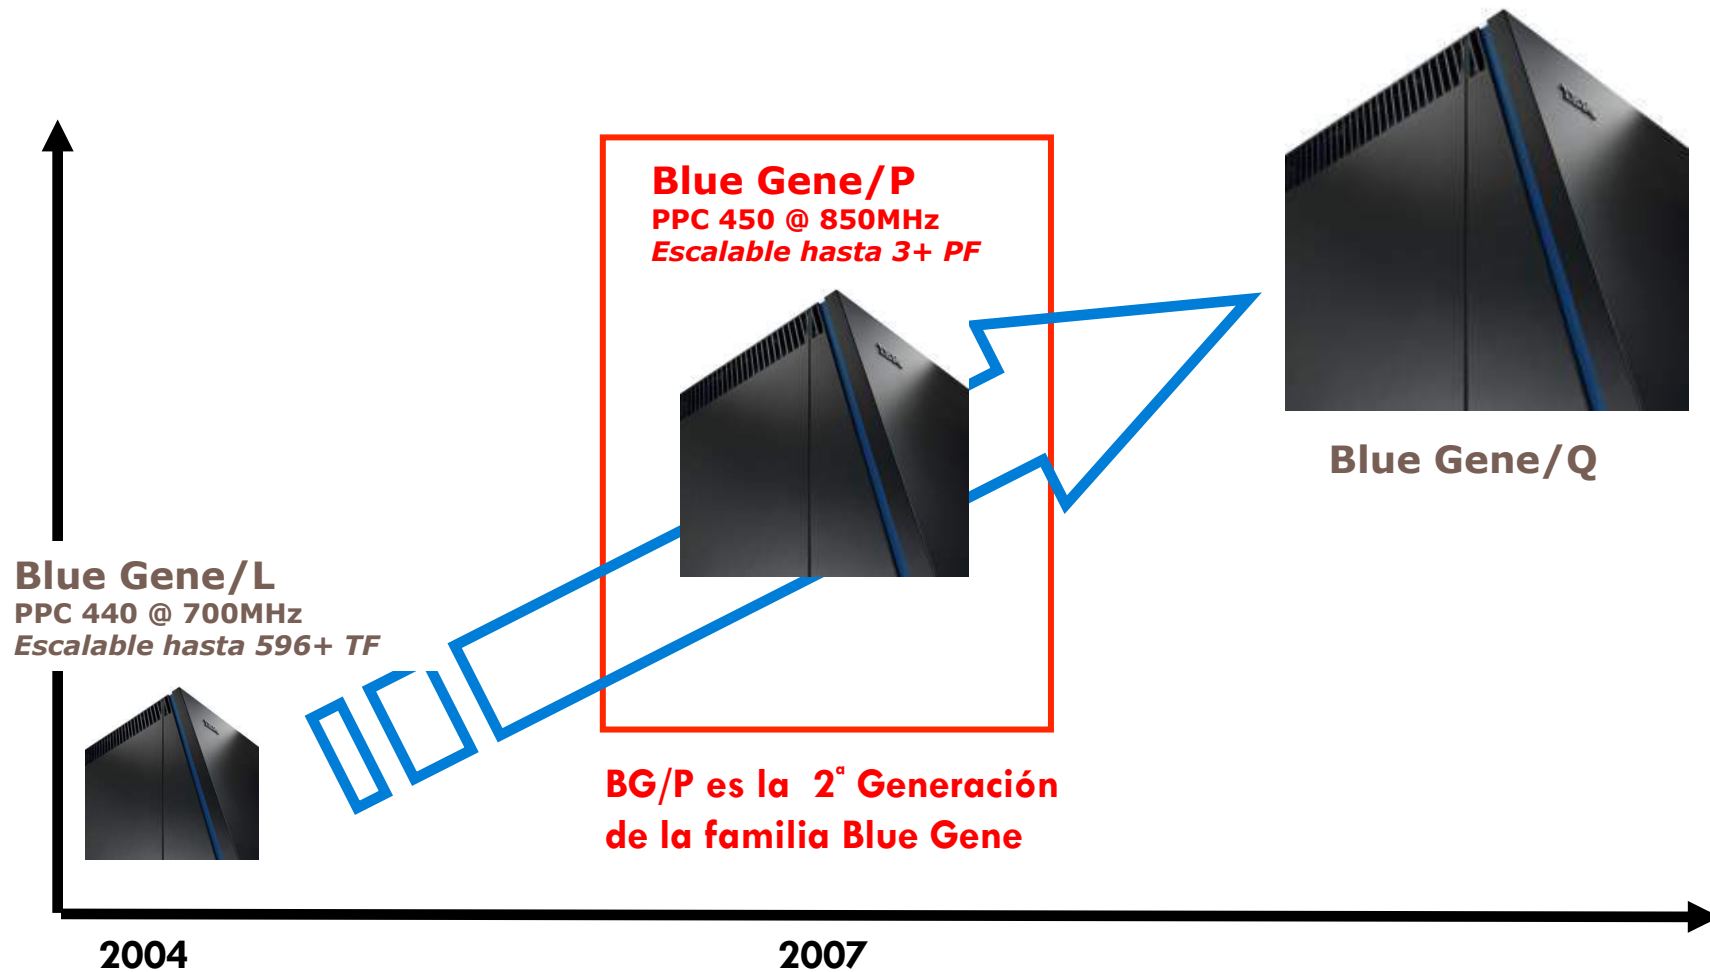 Blue Gene/P
PPC 450 @ 850MHz
Escalable hasta 3+ PF
Blue Gene/Q
Blue Gene/L
PPC 440 @ 700MHz
Escalable hasta 596+ TF
BG/P es la 2ª Generación
de la familia Blue Gene
2004
2007